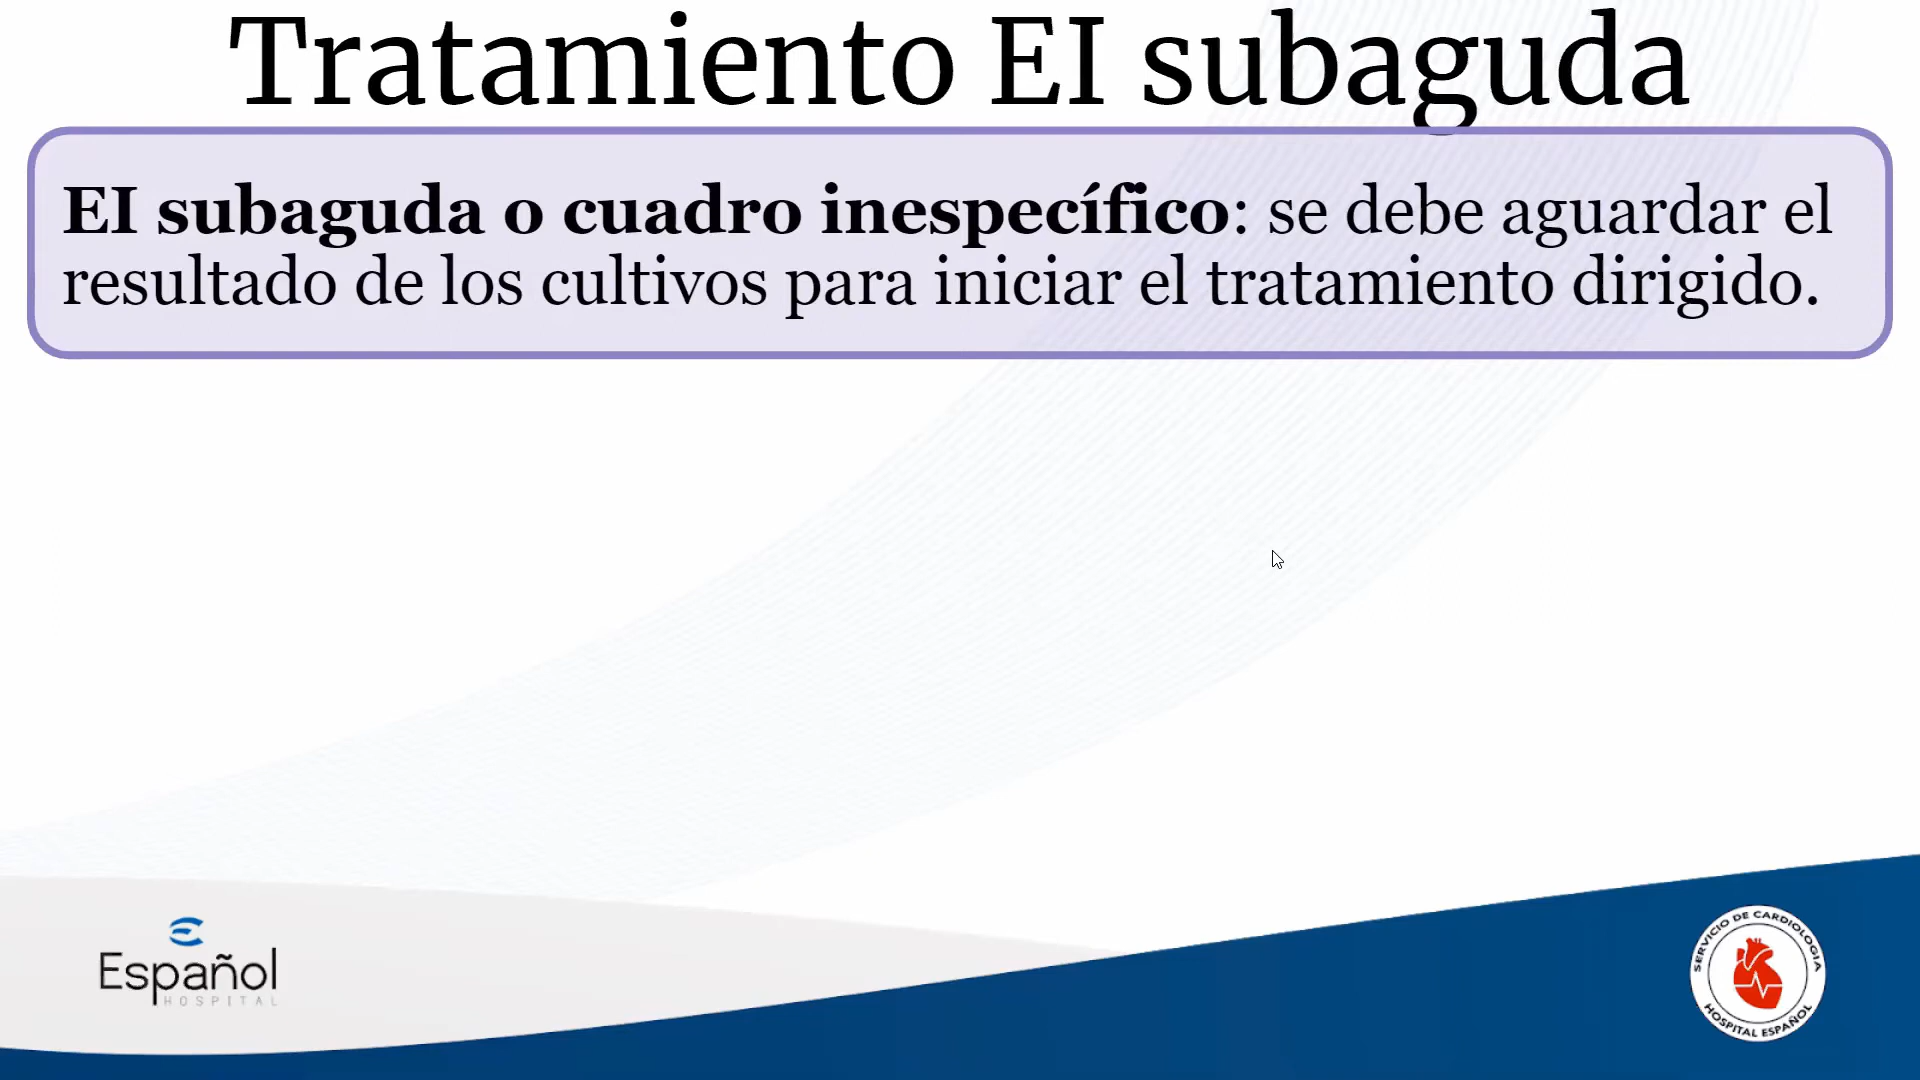 Tratamiento EI subaguda
EI subaguda o cuadro inespecífico: se debe aguardar el
resultado de los cultivos para iniciar el tratamiento dirigido.
Español
HOSPITAL
SERVICIO DE CARDIOLOGIA
HOSPITAL ESPAÑOL